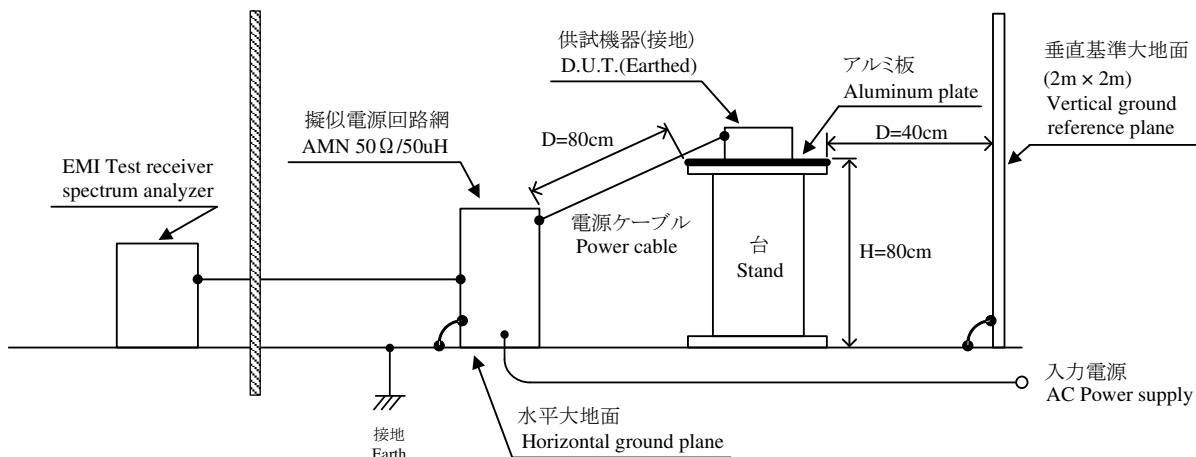 供試機器(接地)
D.U.T.(Earthed)
アルミ板
Aluminum plate
垂直基準大地面
(2m × 2m)
Vertical ground
reference plane
擬似電源回路網
AMN 50Ω/50uH
D=80cm
D=40cm
EMI Test receiver
spectrum analyzer
電源ケーブル
Power cable
台
Stand
H=80cm
入力電源
AC Power supply
接地
Earth
水平大地面
Horizontal ground plane